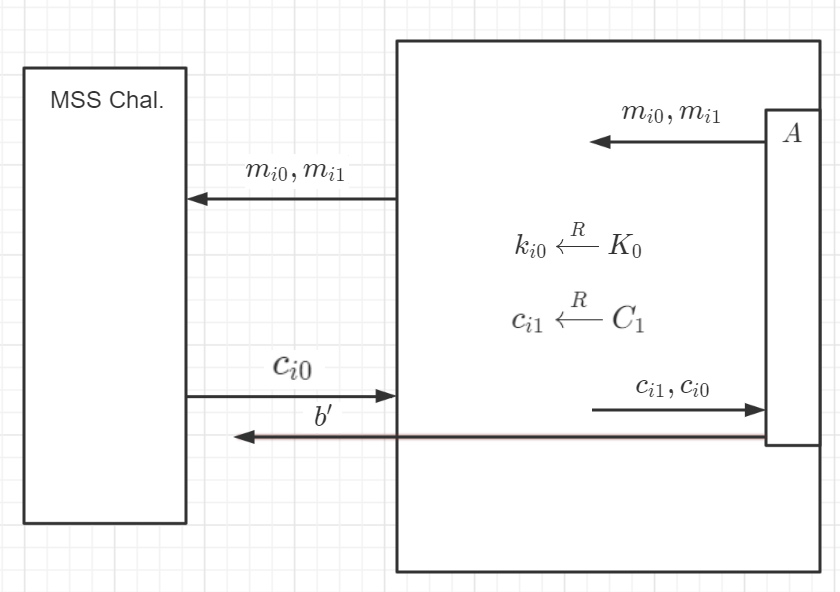 MSS Chal.
m_{i0}, m_{i1}
A
m_{i0}, m_{i1}
k_{i0} \xleftarrow{R} K_0
c_{i1} \xleftarrow{R} C_1
c_{i0}
c_{i1}, c_{i0}
b'